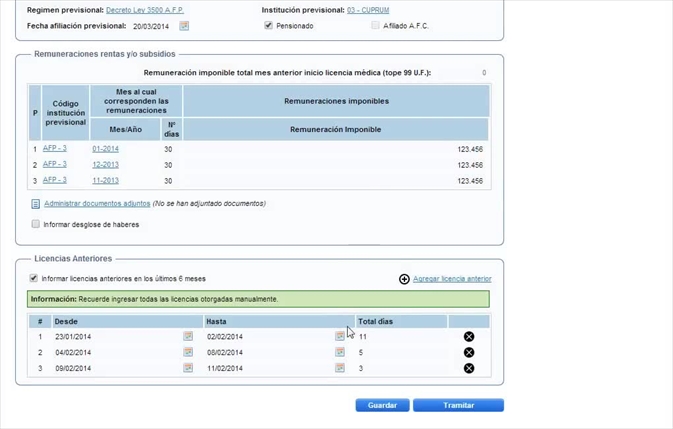 Regimen previsional: Decreto Ley 3500 A.F.P. Institución previsional: 03 - CUPRUM
Fecha afiliación previsional: 20/03/2014 Pensionado Afiliado A.F.C.
Remuneraciones rentas y/o subsidios
Remuneración imponible total mes anterior inicio licencia médica (tope 99 U.F.): 0
P Código institución previsional Mes al cual corresponden las remuneraciones Remuneraciones imponibles
Mes/Año Nº días Remuneración Imponible
1 AFP - 3 01-2014 30 123.456
2 AFP - 3 12-2013 30 123.456
3 AFP - 3 11-2013 30 123.456
Administrar documentos adjuntos (No se han adjuntado documentos)
Informar desglose de haberes
Licencias Anteriores
Informar licencias anteriores en los últimos 6 meses Agregar licencia anterior
Información: Recuerde ingresar todas las licencias otorgadas manualmente.
# Desde Hasta Total días
1 23/01/2014 02/02/2014 11
2 04/02/2014 08/02/2014 5
3 09/02/2014 11/02/2014 3
Guardar Tramitar